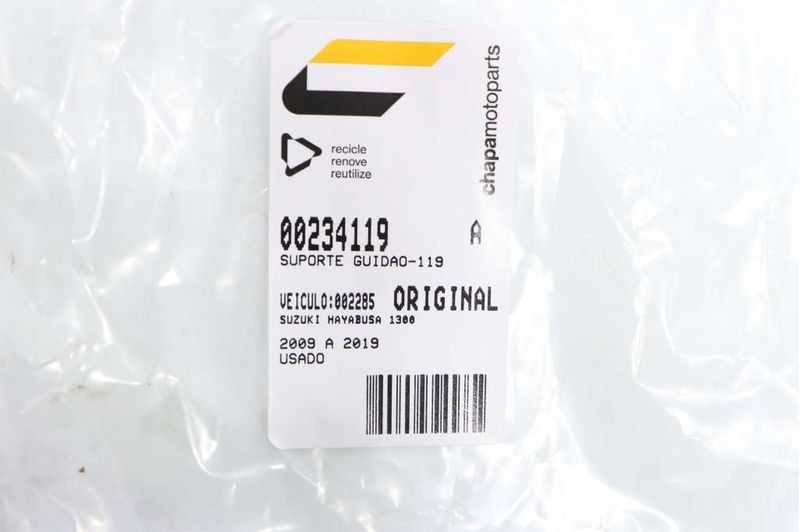 chapamotoparts
recicle
renove
reutilize
00234119 A
SUPORTE GUIDAO-119
VEICULO:002285 ORIGINAL
SUZUKI HAYABUSA 1300
2009 A 2019
USADO